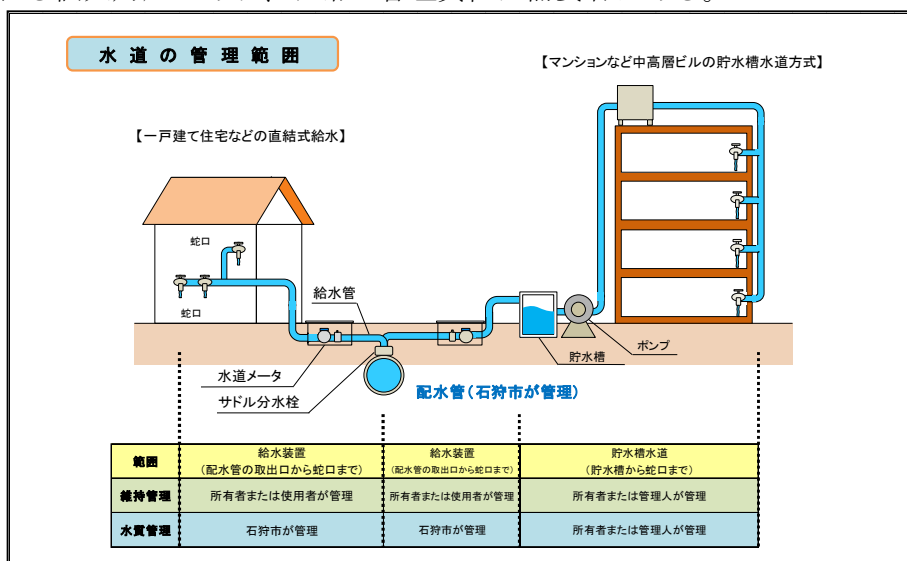 水道の管理範囲
【マンションなど中高層ビルの貯水槽水道方式】
【一戸建て住宅などの直結式給水】
蛇口
蛇口
給水管
水道メータ
サドル分水栓
配水管(石狩市が管理)
貯水槽
ポンプ
範囲 給水装置 給水装置 貯水槽水道
(配水管の取出口から蛇口まで) (配水管の取出口から蛇口まで) (貯水槽から蛇口まで)
維持管理 所有者または使用者が管理 所有者または使用者が管理 所有者または管理人が管理
水質管理 石狩市が管理 石狩市が管理 所有者または管理人が管理